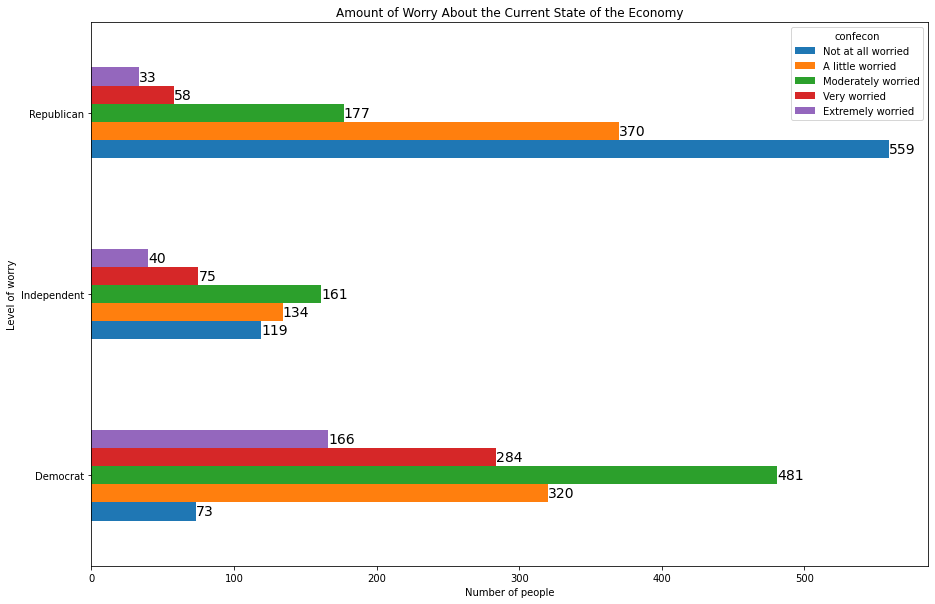 Amount of Worry About the Current State of the Economy
confecon
Not at all worried
A little worried
Moderately worried
Very worried
Extremely worried
Level of worry
Republican
33
58
177
370
559
Independent
40
75
161
134
119
Democrat
166
284
481
320
73
0 100 200 300 400 500
Number of people